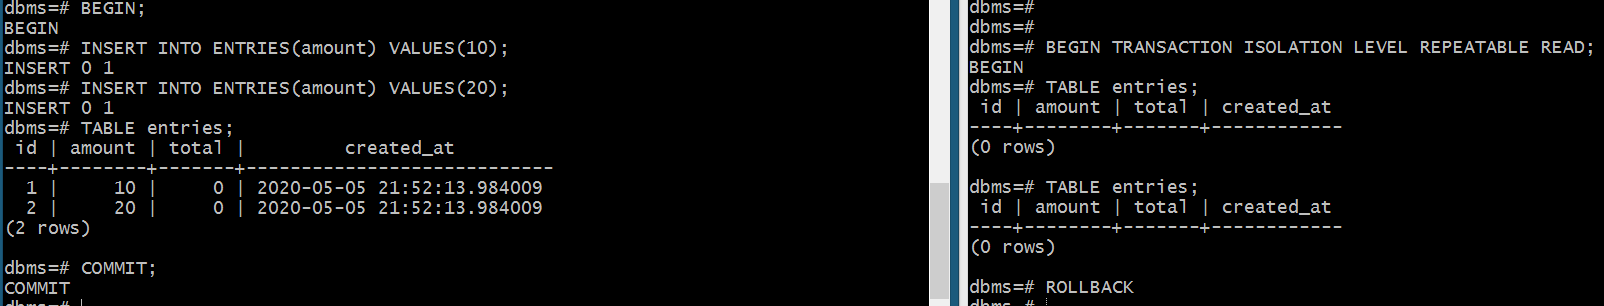 dbms=# BEGIN;
BEGIN
dbms=# INSERT INTO ENTRIES(amount) VALUES(10);
INSERT 0 1
dbms=# INSERT INTO ENTRIES(amount) VALUES(20);
INSERT 0 1
dbms=# TABLE entries;
 id | amount | total |         created_at
----+--------+-------+----------------------------
  1 |     10 |     0 | 2020-05-05 21:52:13.984009
  2 |     20 |     0 | 2020-05-05 21:52:13.984009
(2 rows)
dbms=# COMMIT;
COMMIT
dbms=#
dbms=#
dbms=#
dbms=# BEGIN TRANSACTION ISOLATION LEVEL REPEATABLE READ;
BEGIN
dbms=# TABLE entries;
 id | amount | total | created_at
----+--------+-------+------------
(0 rows)
dbms=# TABLE entries;
 id | amount | total | created_at
----+--------+-------+------------
(0 rows)
dbms=# ROLLBACK
dbms-#